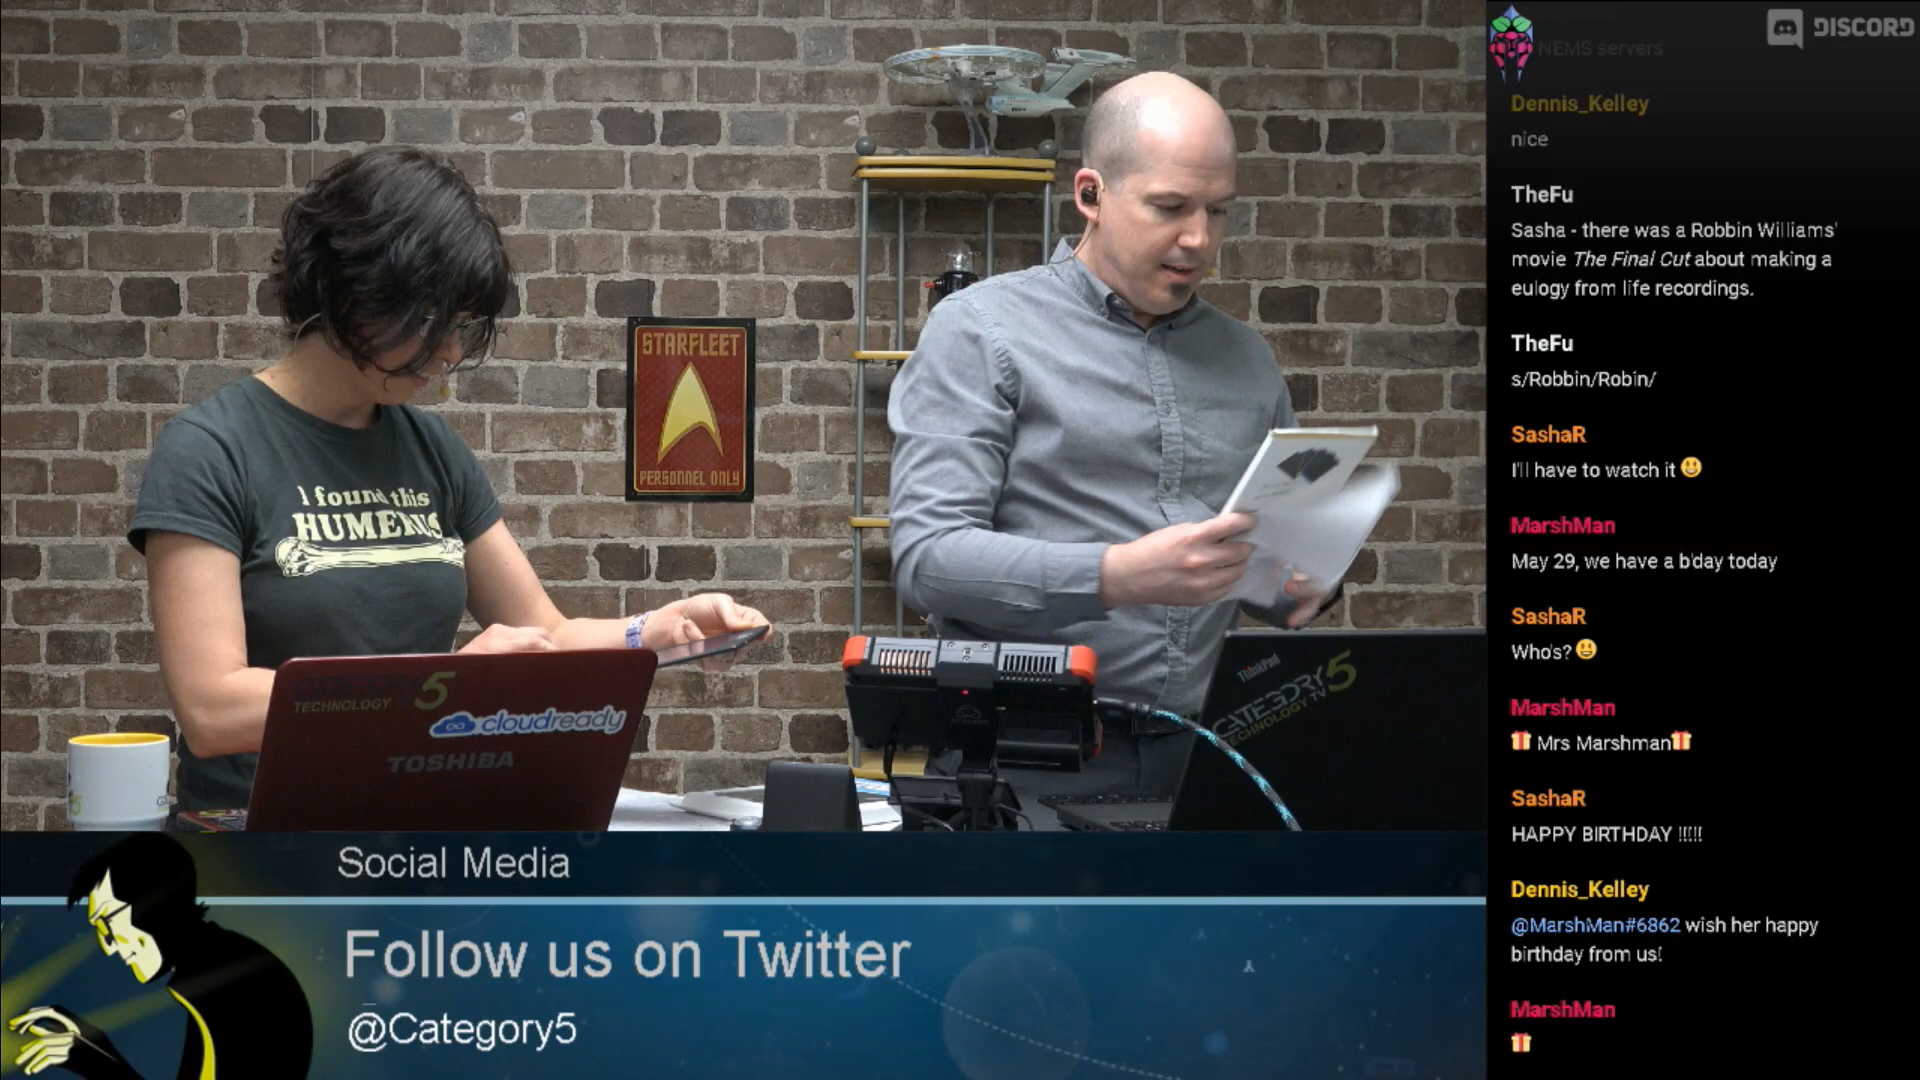 STARFLEET
PERSONNEL ONLY
I found this
HUMERUS
CATEGORY5
TECHNOLOGY
cloudready
TOSHIBA
5
ThinkPad
CATEGORY5
TECHNOLOGY TV
Social Media
Follow us on Twitter
@Category5
DISCORD
NEMS servers
Dennis_Kelley
nice
TheFu
Sasha - there was a Robbin Williams'
movie The Final Cut about making a
eulogy from life recordings.
TheFu
s/Robbin/Robin/
SashaR
I'll have to watch it 😃
MarshMan
May 29, we have a b'day today
SashaR
Who's? 😃
MarshMan
🎁 Mrs Marshman🎁
SashaR
HAPPY BIRTHDAY !!!!!
Dennis_Kelley
@MarshMan#6862 wish her happy
birthday from us!
MarshMan
🎁